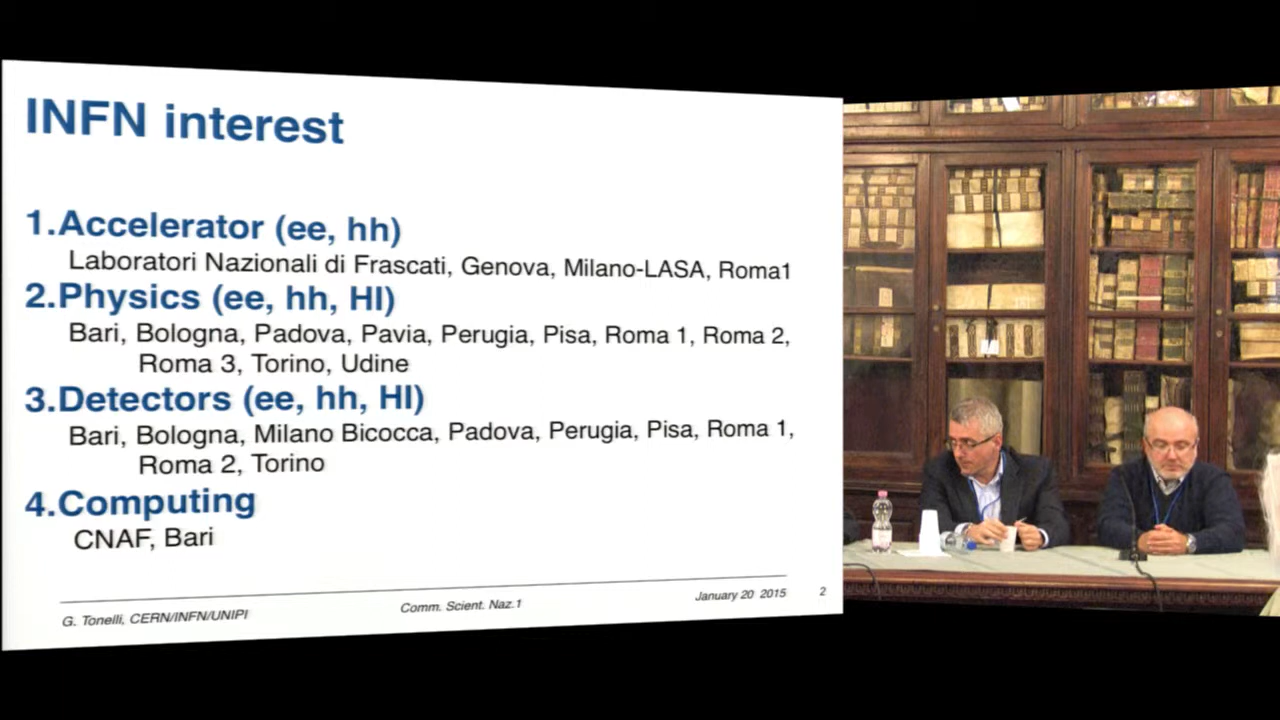 INFN interest
1.Accelerator (ee, hh)
Laboratori Nazionali di Frascati, Genova, Milano-LASA, Roma1
2.Physics (ee, hh, HI)
Bari, Bologna, Padova, Pavia, Perugia, Pisa, Roma 1, Roma 2,
Roma 3, Torino, Udine
3.Detectors (ee, hh, HI)
Bari, Bologna, Milano Bicocca, Padova, Perugia, Pisa, Roma 1,
Roma 2, Torino
4.Computing
CNAF, Bari
G. Tonelli, CERN/INFN/UNIPI
Comm. Scient. Naz.1
January 20 2015
2